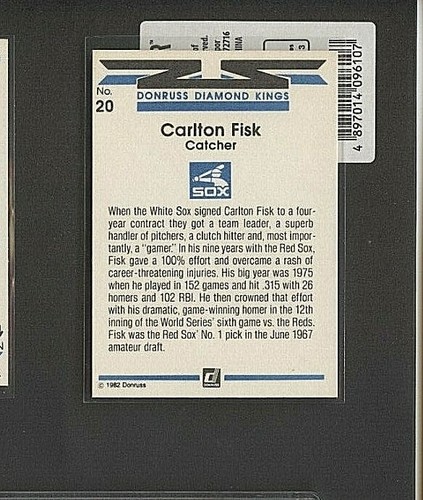 of
ved.
por
72716
INA
3
4 897014 096107
No.
20
DONRUSS DIAMOND KINGS
Carlton Fisk
Catcher
SOX
When the White Sox signed Carlton Fisk to a four-
year contract they got a team leader, a superb
handler of pitchers, a clutch hitter and, most impor-
tantly, a "gamer." In his nine years with the Red Sox,
Fisk gave a 100% effort and overcame a rash of
career-threatening injuries. His big year was 1975
when he played in 152 games and hit .315 with 26
homers and 102 RBI. He then crowned that effort
with his dramatic, game-winning homer in the 12th
inning of the World Series' sixth game vs. the Reds.
Fisk was the Red Sox' No. 1 pick in the June 1967
amateur draft.
© 1982 Donruss